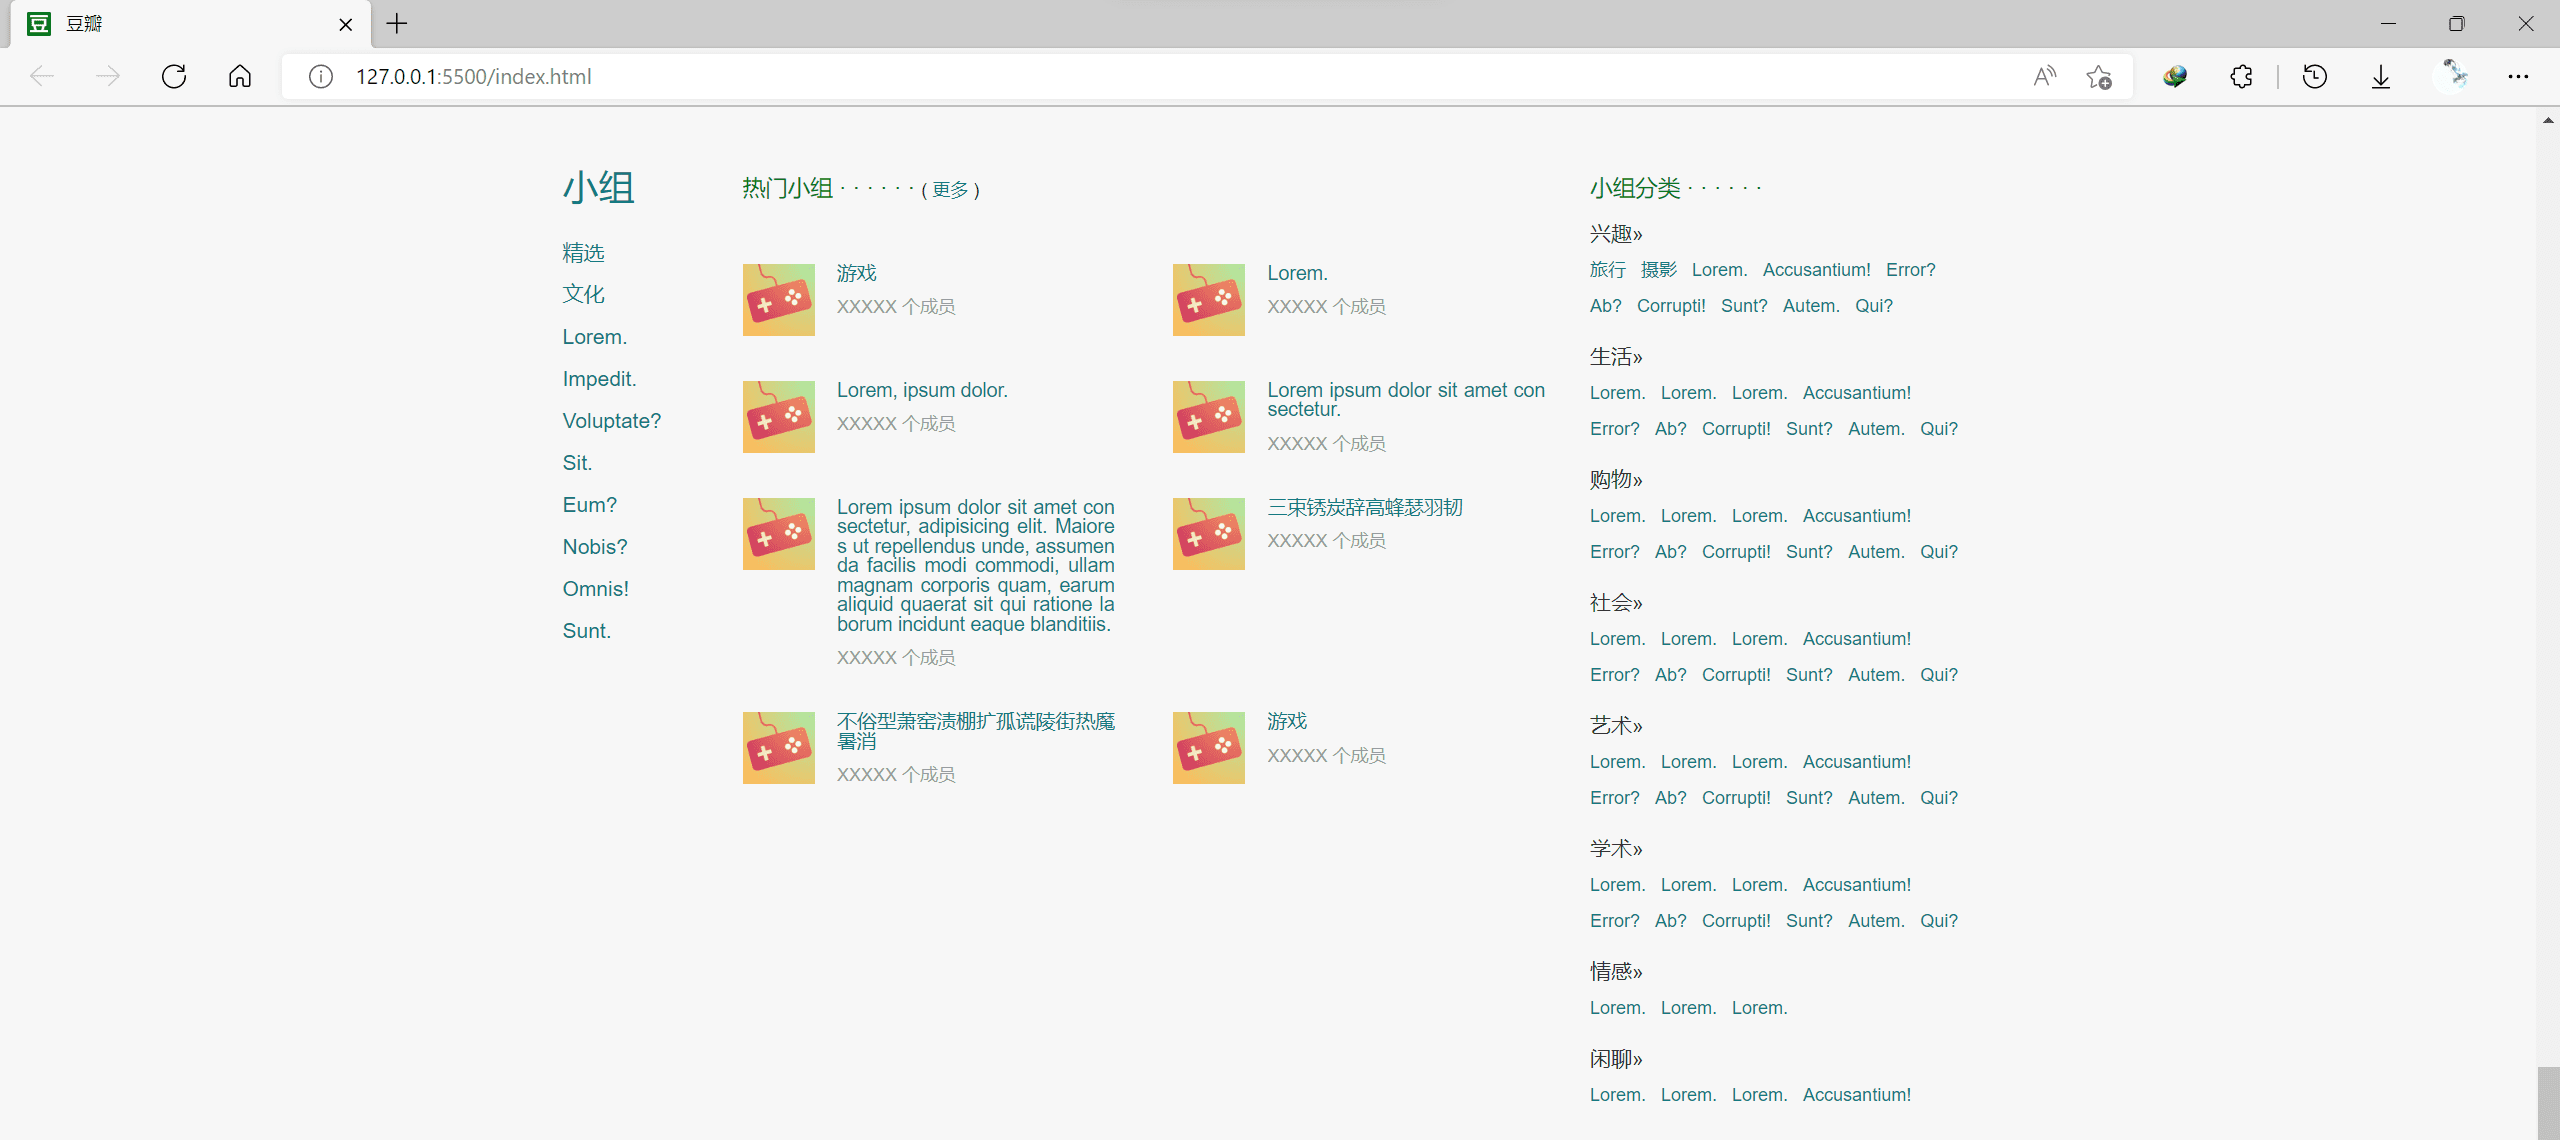 豆瓣
127.0.0.1:5500/index.html
小组
精选
文化
Lorem.
Impedit.
Voluptate?
Sit.
Eum?
Nobis?
Omnis!
Sunt.
热门小组 · · · · · · ( 更多 )
游戏
XXXXX 个成员
Lorem.
XXXXX 个成员
Lorem, ipsum dolor.
XXXXX 个成员
Lorem ipsum dolor sit amet con
sectetur.
XXXXX 个成员
Lorem ipsum dolor sit amet con
sectetur, adipisicing elit. Maiore
s ut repellendus unde, assumen
da facilis modi commodi, ullam
magnam corporis quam, earum
aliquid quaerat sit qui ratione la
borum incidunt eaque blanditiis.
XXXXX 个成员
三束锈炭辞高蜂瑟羽韧
XXXXX 个成员
不俗型萧窑渍棚扩孤谎陵街热魔
暑消
XXXXX 个成员
游戏
XXXXX 个成员
小组分类 · · · · · ·
兴趣»
旅行 摄影 Lorem. Accusantium! Error?
Ab? Corrupti! Sunt? Autem. Qui?
生活»
Lorem. Lorem. Lorem. Accusantium!
Error? Ab? Corrupti! Sunt? Autem. Qui?
购物»
Lorem. Lorem. Lorem. Accusantium!
Error? Ab? Corrupti! Sunt? Autem. Qui?
社会»
Lorem. Lorem. Lorem. Accusantium!
Error? Ab? Corrupti! Sunt? Autem. Qui?
艺术»
Lorem. Lorem. Lorem. Accusantium!
Error? Ab? Corrupti! Sunt? Autem. Qui?
学术»
Lorem. Lorem. Lorem. Accusantium!
Error? Ab? Corrupti! Sunt? Autem. Qui?
情感»
Lorem. Lorem. Lorem.
闲聊»
Lorem. Lorem. Lorem. Accusantium!